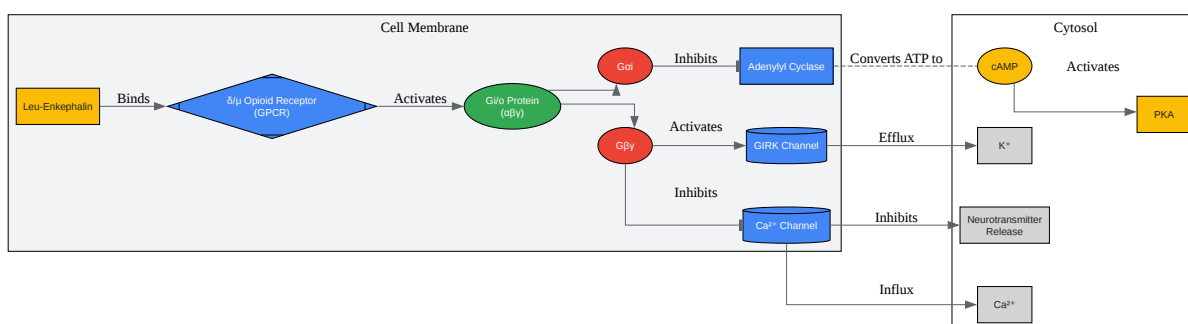 Cell Membrane
Cytosol
Leu-Enkephalin
Binds
δ/μ Opioid Receptor
(GPCR)
Activates
Gi/o Protein
(αβγ)
Gαi
Inhibits
Adenylyl Cyclase
Converts ATP to
cAMP
Activates
PKA
Gβγ
Activates
GIRK Channel
Efflux
K⁺
Inhibits
Ca²⁺ Channel
Inhibits
Neurotransmitter
Release
Influx
Ca²⁺